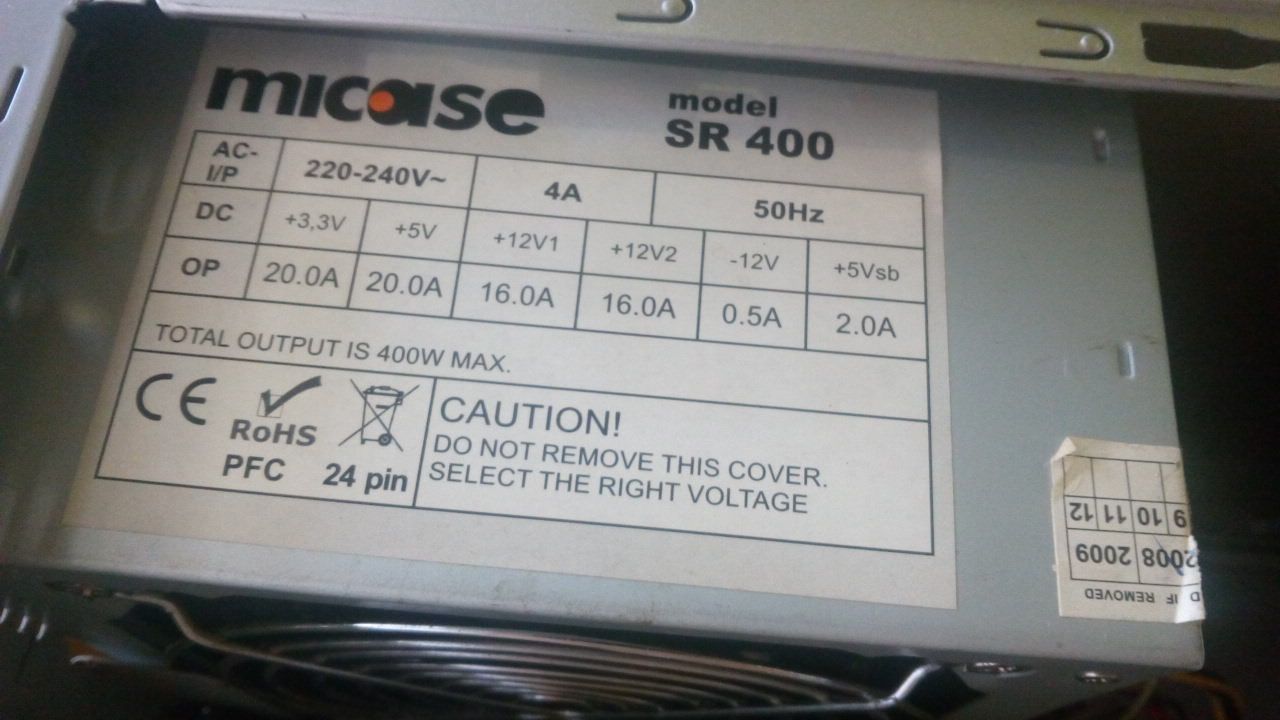 micase
model
SR 400
AC-I/P 220-240V~ 4A 50Hz
DC +3,3V +5V +12V1 +12V2 -12V +5Vsb
OP 20.0A 20.0A 16.0A 16.0A 0.5A 2.0A
TOTAL OUTPUT IS 400W MAX.
CE
RoHS
PFC 24 pin
CAUTION!
DO NOT REMOVE THIS COVER.
SELECT THE RIGHT VOLTAGE
IF REMOVED
2008 2009
9 10 11 12